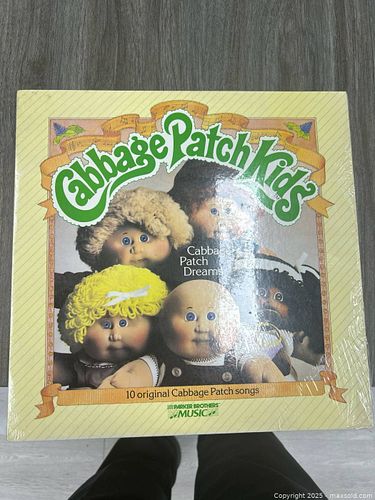 Cabbage Patch Kids
Cabbage
Patch
Dreams
10 original Cabbage Patch songs
PARKER BROTHERS
MUSIC
Copyright 2025 - maxsold.com